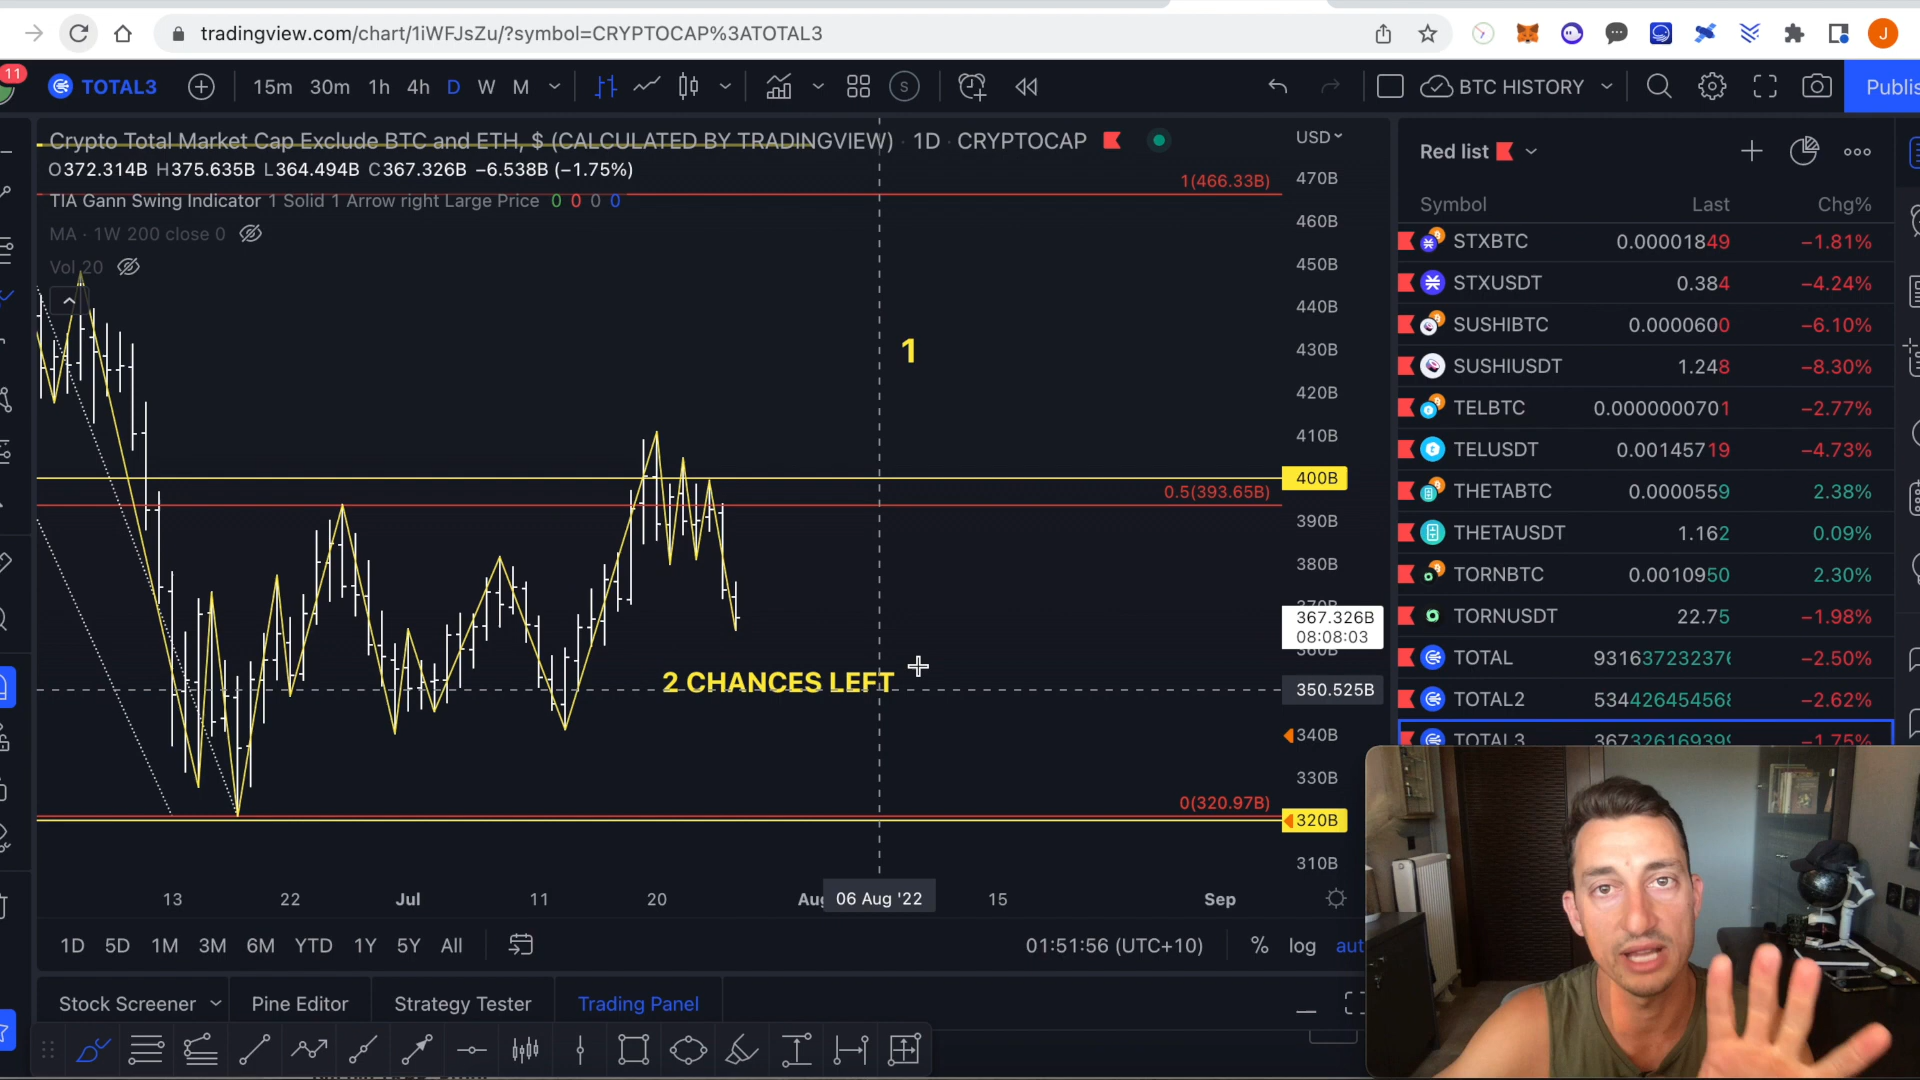 tradingview.com/chart/1iWFJsZu/?symbol=CRYPTOCAP%3ATOTAL3
J
11
TOTAL3 15m 30m 1h 4h D W M S BTC HISTORY Publis
Crypto Total Market Cap Exclude BTC and ETH, $ (CALCULATED BY TRADINGVIEW) · 1D · CRYPTOCAP
O372.314B H375.635B L364.494B C367.326B −6.538B (−1.75%)
TIA Gann Swing Indicator 1 Solid 1 Arrow right Large Price 0 0 0 0
MA · 1W 200 close 0
Vol 20
USD
1(466.33B)
470B
460B
450B
440B
430B
420B
410B
400B
0.5(393.65B)
390B
380B
367.326B
08:08:03
350.525B
340B
330B
0(320.97B)
320B
310B
1
2 CHANCES LEFT
13 22 Jul 11 20 Aug 06 Aug '22 15 Sep
1D 5D 1M 3M 6M YTD 1Y 5Y All 01:51:56 (UTC+10) % log aut
Stock Screener Pine Editor Strategy Tester Trading Panel
Red list
Symbol Last Chg%
STXBTC 0.00001849 −1.81%
STXUSDT 0.384 −4.24%
SUSHIBTC 0.0000600 −6.10%
SUSHIUSDT 1.248 −8.30%
TELBTC 0.0000000701 −2.77%
TELUSDT 0.00145719 −4.73%
THETABTC 0.0000559 2.38%
THETAUSDT 1.162 0.09%
TORNBTC 0.0010950 2.30%
TORNUSDT 22.75 −1.98%
TOTAL 931637232376 −2.50%
TOTAL2 534426454568 −2.62%
TOTAL3 367326169399 −1.75%